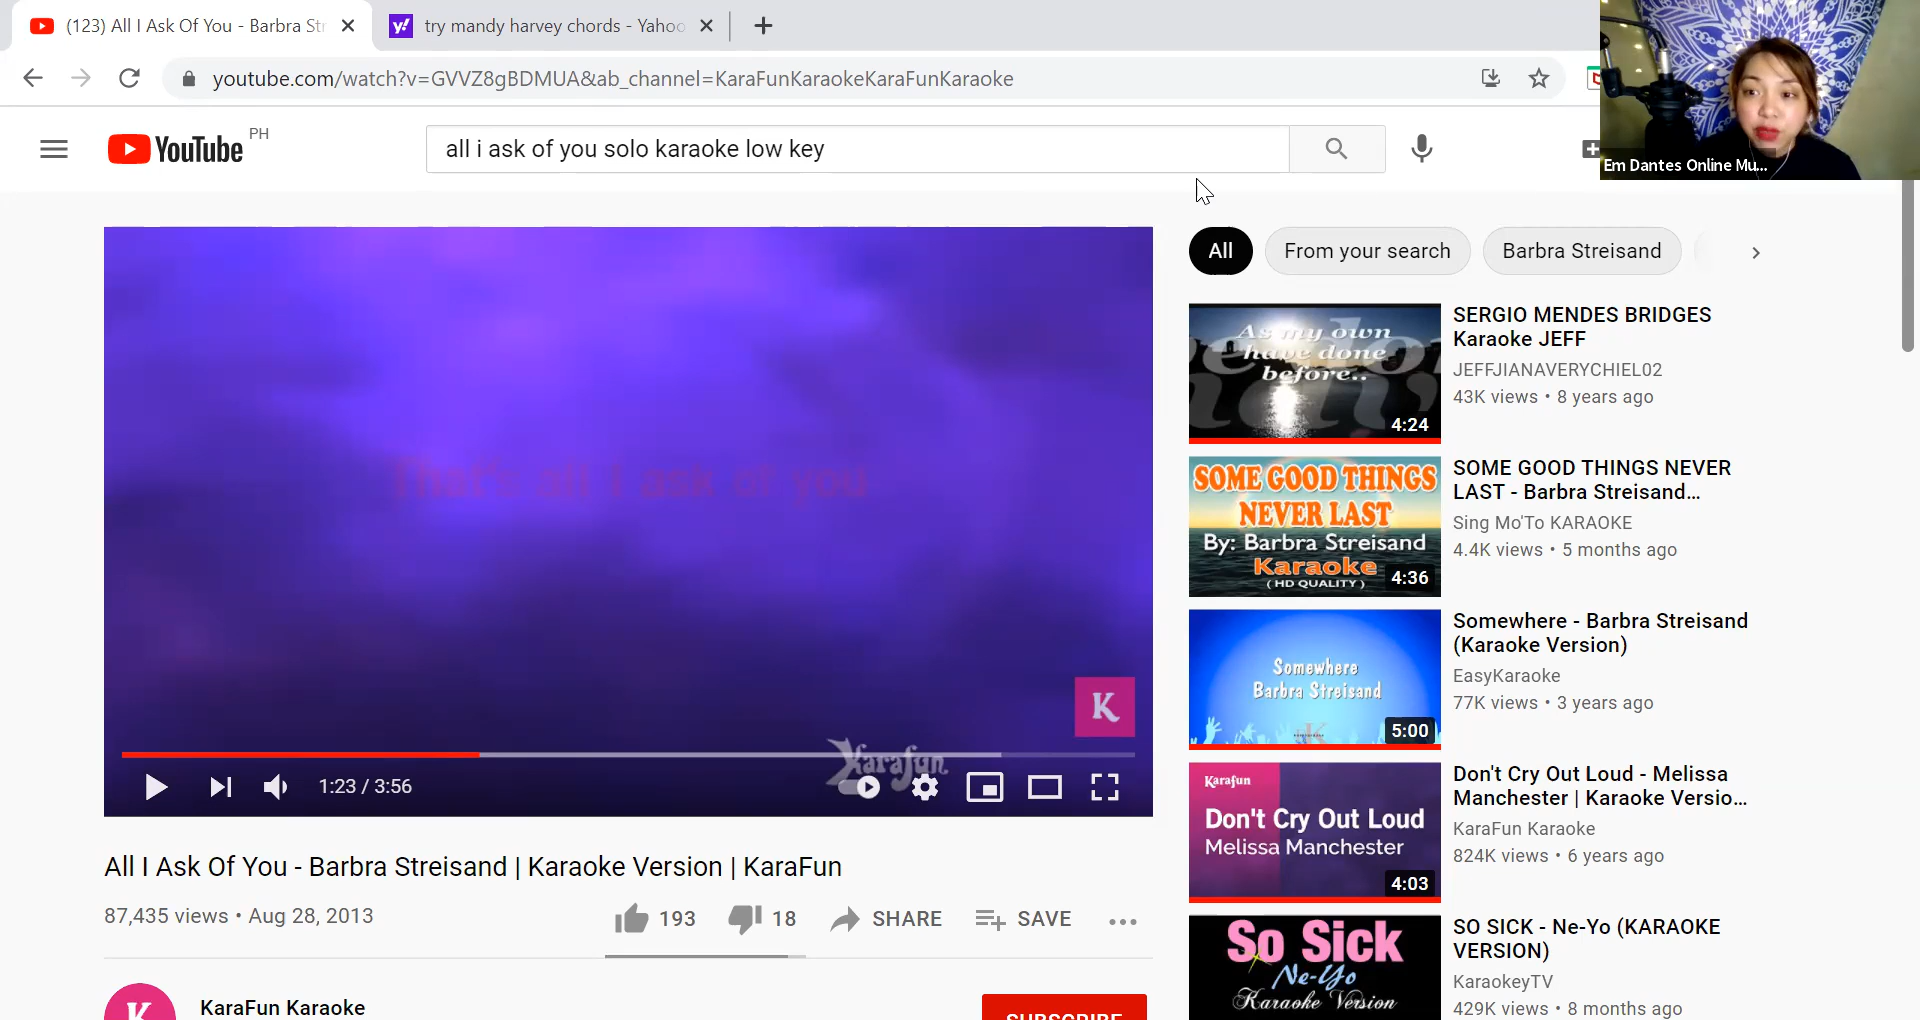 (123) All I Ask Of You - Barbra Str
try mandy harvey chords - Yahoo
youtube.com/watch?v=GVVZ8gBDMUA&ab_channel=KaraFunKaraokeKaraFunKaraoke
YouTube PH
all i ask of you solo karaoke low key
Em Dantes Online Mu...
That's all I ask of you
K
Karafun
1:23 / 3:56
All I Ask Of You - Barbra Streisand | Karaoke Version | KaraFun
87,435 views • Aug 28, 2013
193
18
SHARE
SAVE
K
KaraFun Karaoke
SUBSCRIBE
All
From your search
Barbra Streisand
As my own
have done
before..
4:24
SERGIO MENDES BRIDGES
Karaoke JEFF
JEFFJIANAVERYCHIEL02
43K views • 8 years ago
SOME GOOD THINGS
NEVER LAST
By: Barbra Streisand
Karaoke
(HD QUALITY)
4:36
SOME GOOD THINGS NEVER
LAST - Barbra Streisand...
Sing Mo'To KARAOKE
4.4K views • 5 months ago
Somewhere
Barbra Streisand
5:00
Somewhere - Barbra Streisand
(Karaoke Version)
EasyKaraoke
77K views • 3 years ago
Karafun
Don't Cry Out Loud
Melissa Manchester
4:03
Don't Cry Out Loud - Melissa
Manchester | Karaoke Versio...
KaraFun Karaoke
824K views • 6 years ago
So Sick
Ne-Yo
Karaoke Version
SO SICK - Ne-Yo (KARAOKE
VERSION)
KaraokeyTV
429K views • 8 months ago